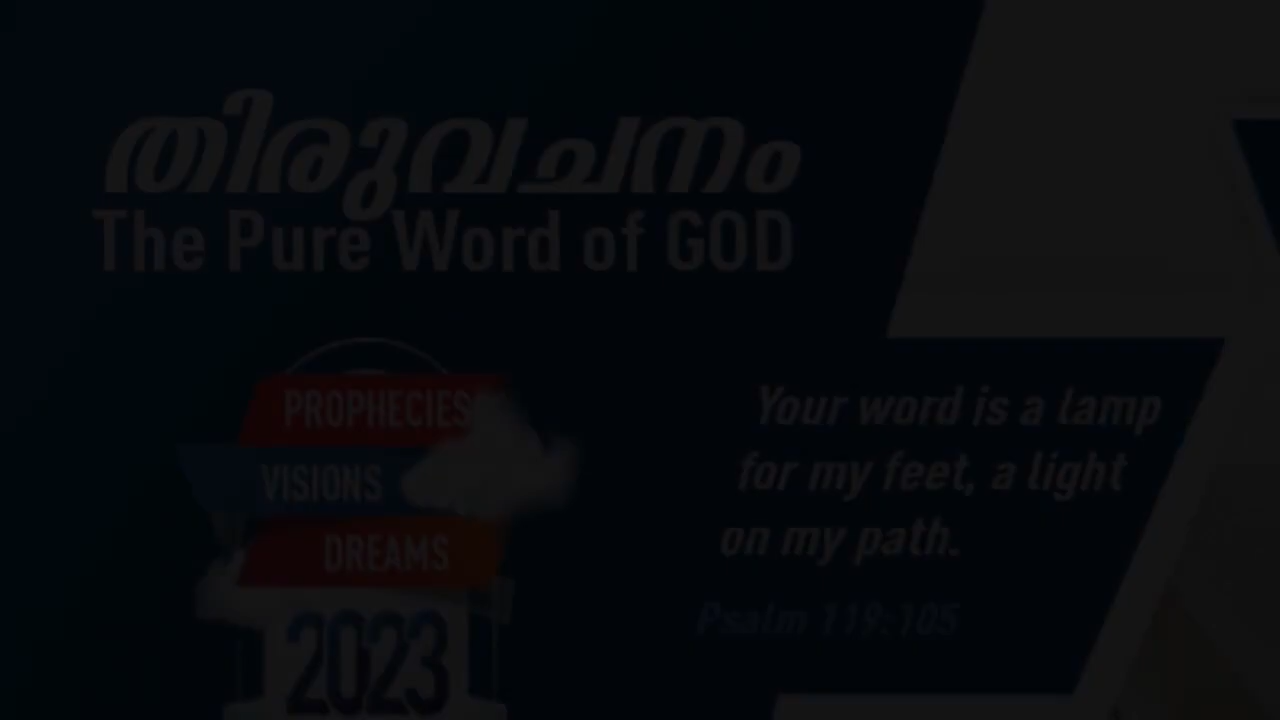 തിരുവചനം
The Pure Word of GOD
PROPHECIES
VISIONS
DREAMS
2023
Your word is a lamp
for my feet, a light
on my path.
Psalm 119:105